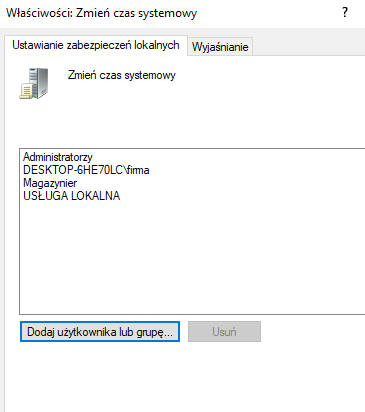 Właściwości: Zmień czas systemowy
?
Ustawianie zabezpieczeń lokalnych
Wyjaśnianie
Zmień czas systemowy
Administratorzy
DESKTOP-6HE70LC\firma
Magazynier
USŁUGA LOKALNA
Dodaj użytkownika lub grupę...
Usuń